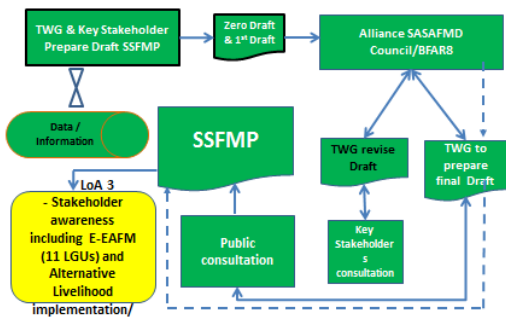 TWG & Key Stakeholder
Prepare Draft SSFMP
Zero Draft
& 1st Draft
Alliance SASAFMD
Council/BFAR8
Data /
Information
SSFMP
TWG revise
Draft
TWG to
prepare
final Draft
LoA 3
- Stakeholder
awareness
including E-EAFM
(11 LGUs) and
Alternative
Livelihood
implementation/
Public
consultation
Key
Stakeholder
s
consultation